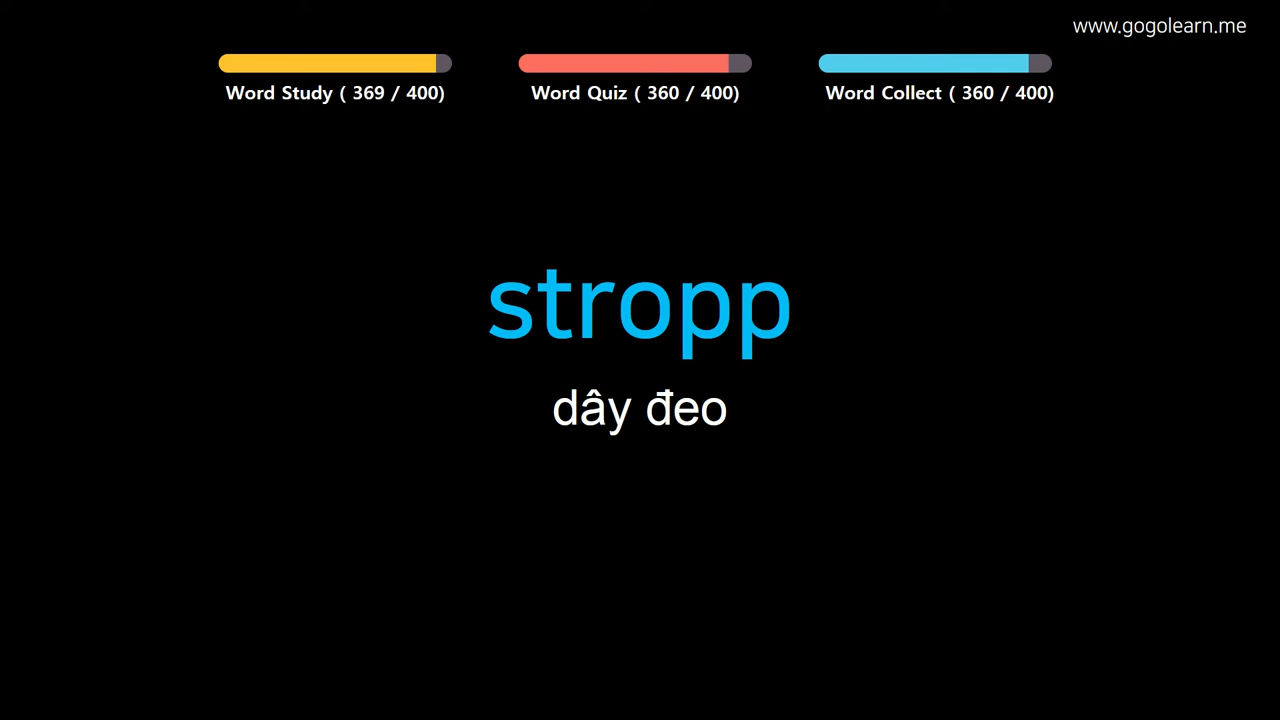 www.gogolearn.me
Word Study ( 369 / 400)
Word Quiz ( 360 / 400)
Word Collect ( 360 / 400)
stropp
dây đeo